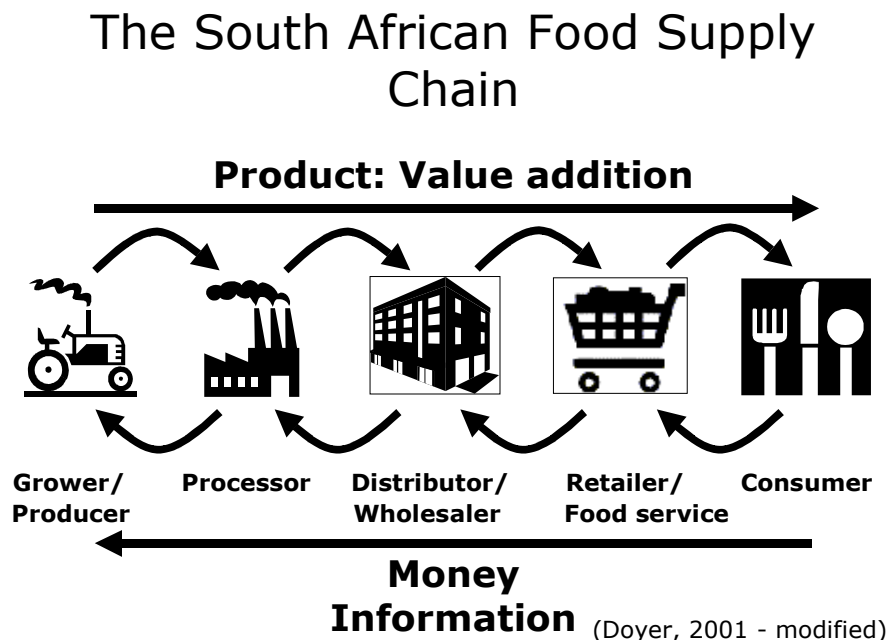 The South African Food Supply
Chain
Product: Value addition
Grower/ Processor Distributor/ Retailer/ Consumer
Producer Wholesaler Food service
Money
Information (Doyer, 2001 - modified)